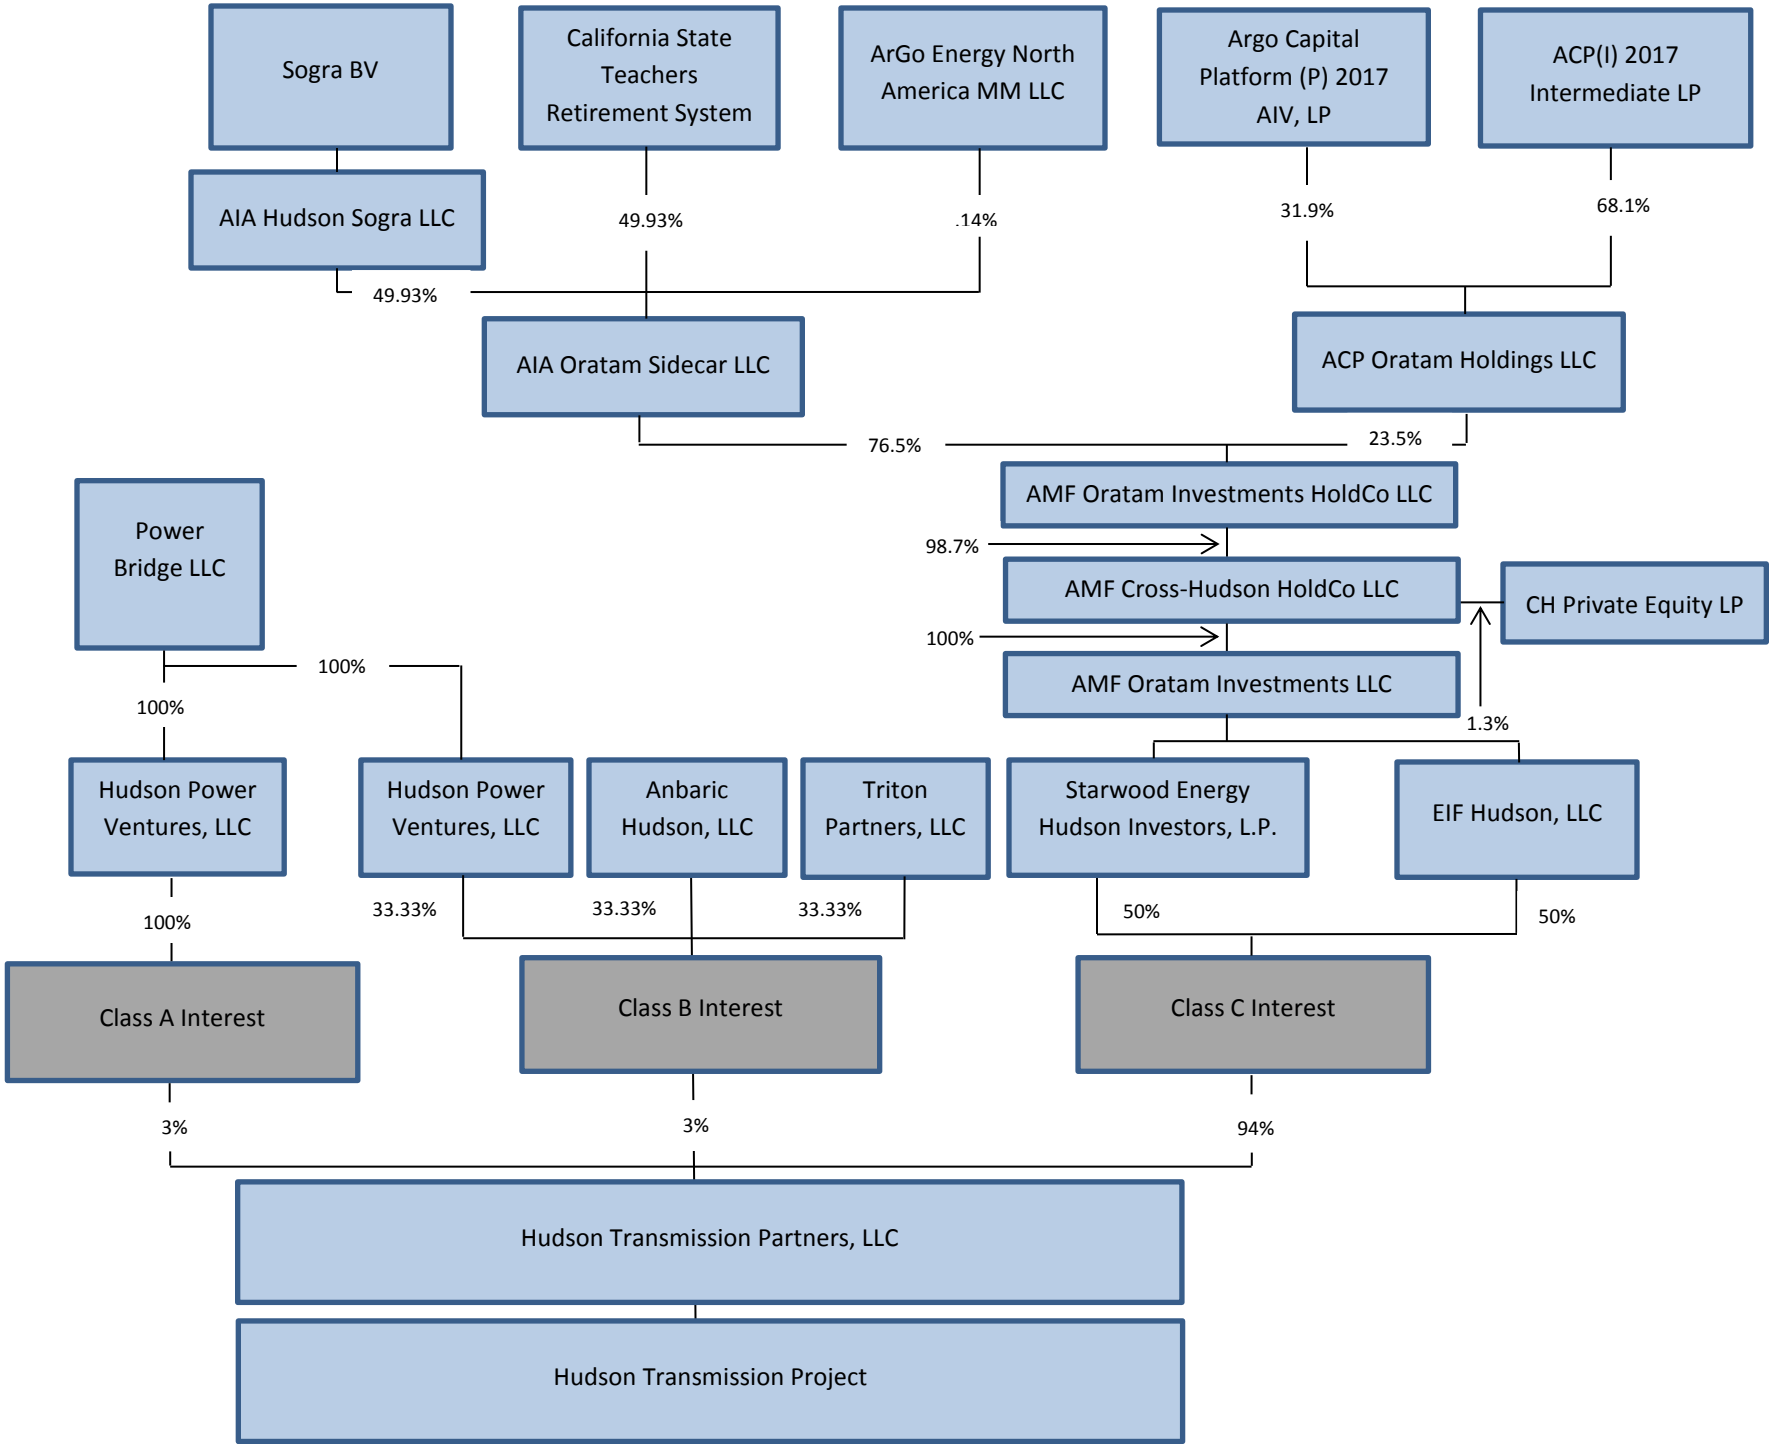 Sogra BV
California State
Teachers
Retirement System
ArGo Energy North
America MM LLC
Argo Capital
Platform (P) 2017
AIV, LP
ACP(I) 2017
Intermediate LP
AIA Hudson Sogra LLC
49.93%
.14%
31.9%
68.1%
49.93%
AIA Oratam Sidecar LLC
ACP Oratam Holdings LLC
76.5%
23.5%
AMF Oratam Investments HoldCo LLC
Power
Bridge LLC
98.7%
AMF Cross-Hudson HoldCo LLC
CH Private Equity LP
100%
AMF Oratam Investments LLC
100%
100%
1.3%
Hudson Power
Ventures, LLC
Hudson Power
Ventures, LLC
Anbaric
Hudson, LLC
Triton
Partners, LLC
Starwood Energy
Hudson Investors, L.P.
EIF Hudson, LLC
100%
33.33%
33.33%
33.33%
50%
50%
Class A Interest
Class B Interest
Class C Interest
3%
3%
94%
Hudson Transmission Partners, LLC
Hudson Transmission Project